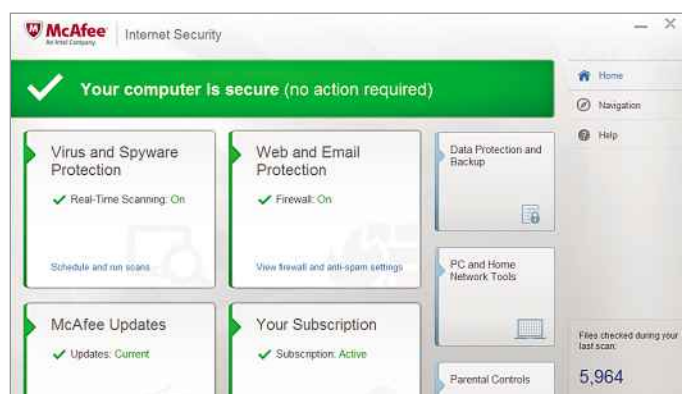 McAfee
An Intel Company
Internet Security
Your computer is secure (no action required)
Home
Navigation
Help
Virus and Spyware
Protection
Real-Time Scanning: On
Schedule and run scans
Web and Email
Protection
Firewall: On
View firewall and anti-spam settings
Data Protection and
Backup
PC and Home
Network Tools
McAfee Updates
Updates: Current
Your Subscription
Subscription: Active
Parental Controls
Files checked during your
last scan:
5,964